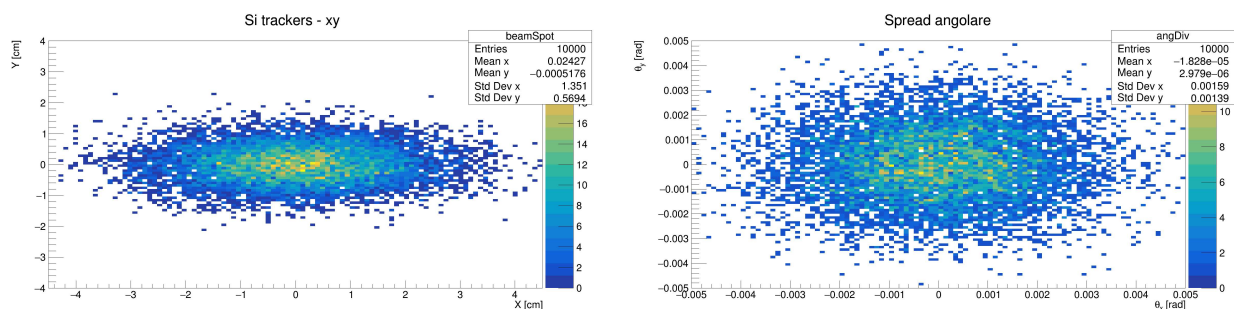 Si trackers - xy
Y [cm]
4
3
2
1
0
−1
−2
−3
−4
−4 −3 −2 −1 0 1 2 3 4
X [cm]
beamSpot
Entries 10000
Mean x 0.02427
Mean y −0.0005176
Std Dev x 1.351
Std Dev y 0.5694
16
14
12
10
8
6
4
2
0
Spread angolare
θy [rad]
0.005
0.004
0.003
0.002
0.001
0
−0.001
−0.002
−0.003
−0.004
−0.005
−0.005 −0.004 −0.003 −0.002 −0.001 0 0.001 0.002 0.003 0.004 0.005
[rad]
angDiv
Entries 10000
Mean x −1.828e−05
Mean y 2.979e−06
Std Dev x 0.00159
Std Dev y 0.00139
10
8
6
4
2
0